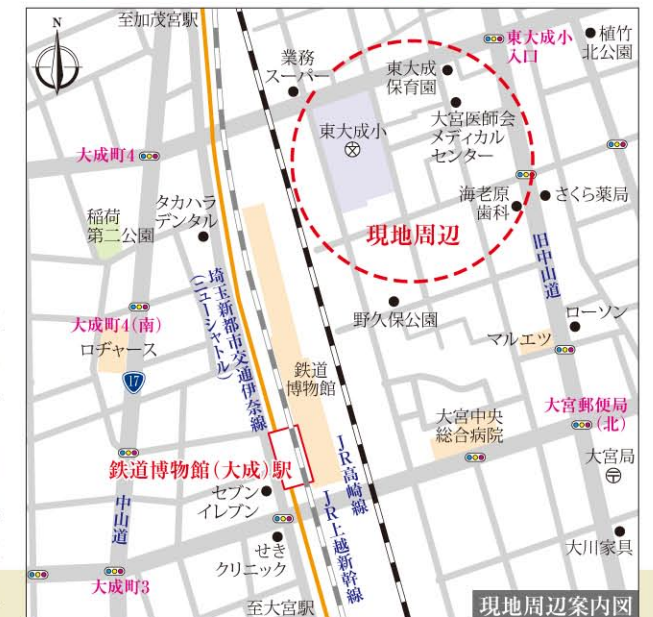 至加茂宮駅
N
業務
スーパー
東大成
保育園
東大成小
入口
植竹
北公園
東大成小
文
大宮医師会
メディカル
センター
大成町4
稲荷
第二公園
タカハラ
デンタル
海老原
歯科
さくら薬局
現地周辺
旧中山道
埼玉新都市交通伊奈線
(ニューシャトル)
大成町4(南)
ロヂャース
17
野久保公園
ローソン
マルエツ
鉄道
博物館
大宮中央
総合病院
大宮郵便局
(北)
大宮局
〒
鉄道博物館(大成)駅
セブン
イレブン
JR高崎線
JR上越新幹線
中山道
せき
クリニック
大川家具
大成町3
至大宮駅
現地周辺案内図